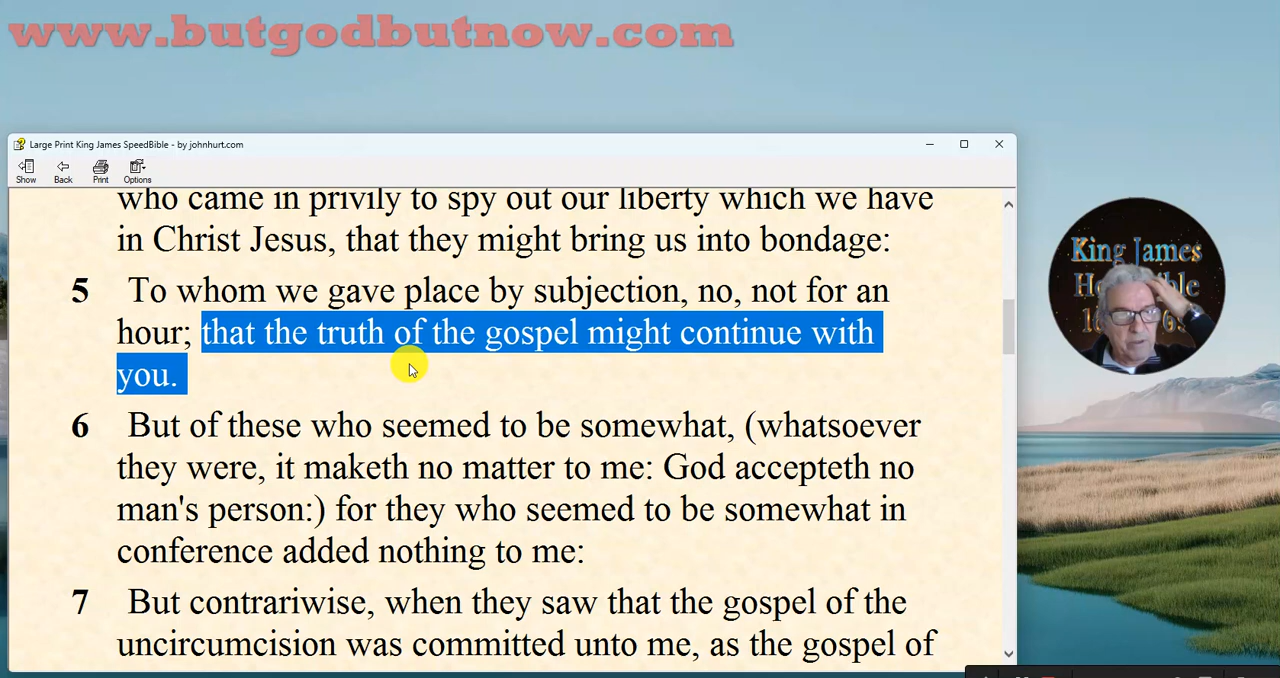 www.butgodbutnow.com
Large Print King James SpeedBible - by johnhurt.com
Show Back Print Options
who came in privily to spy out our liberty which we have
in Christ Jesus, that they might bring us into bondage:
5 To whom we gave place by subjection, no, not for an
hour; that the truth of the gospel might continue with
you.
6 But of these who seemed to be somewhat, (whatsoever
they were, it maketh no matter to me: God accepteth no
man's person:) for they who seemed to be somewhat in
conference added nothing to me:
7 But contrariwise, when they saw that the gospel of the
uncircumcision was committed unto me, as the gospel of
King James